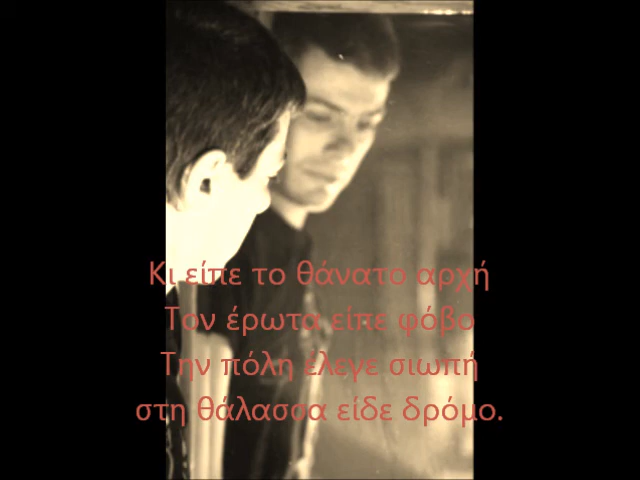 Κι είπε το θάνατο αρχή
Τον έρωτα είπε φόβο
Την πόλη έλεγε σιωπή
στη θάλασσα είδε δρόμο.